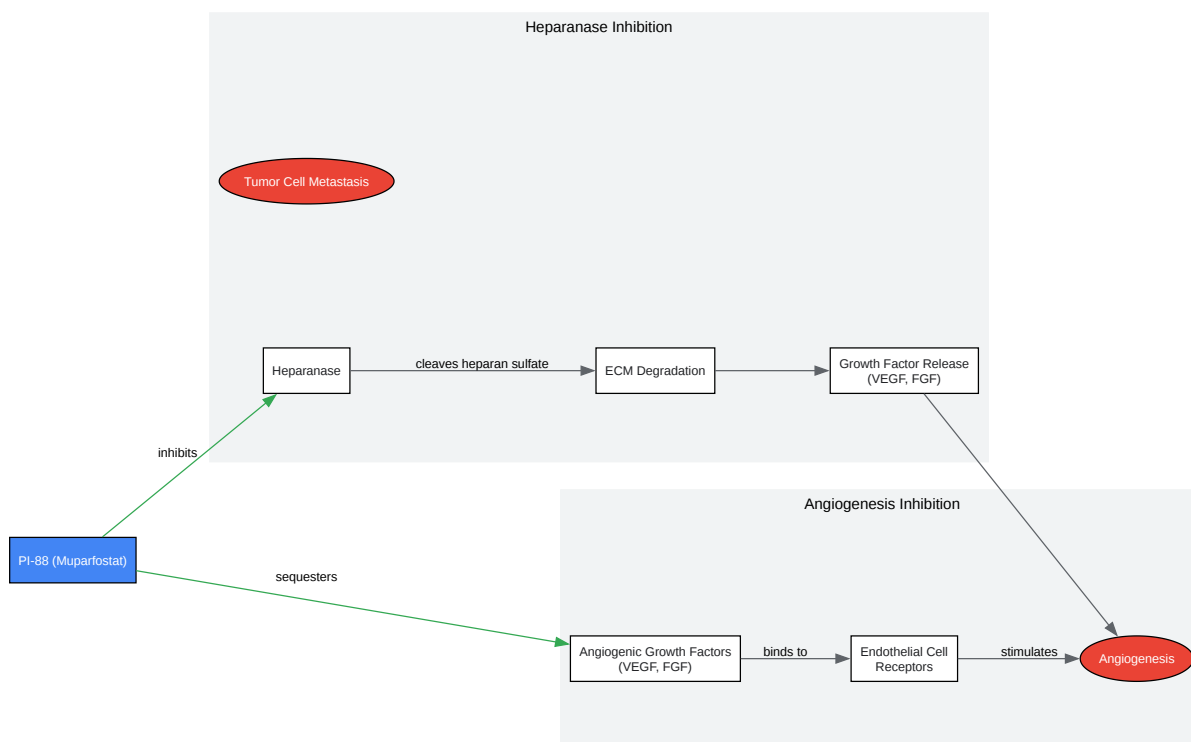 Heparanase Inhibition
Tumor Cell Metastasis
Heparanase
cleaves heparan sulfate
ECM Degradation
Growth Factor Release
(VEGF, FGF)
inhibits
Angiogenesis Inhibition
PI-88 (Muparfostat)
sequesters
Angiogenic Growth Factors
(VEGF, FGF)
binds to
Endothelial Cell
Receptors
stimulates
Angiogenesis